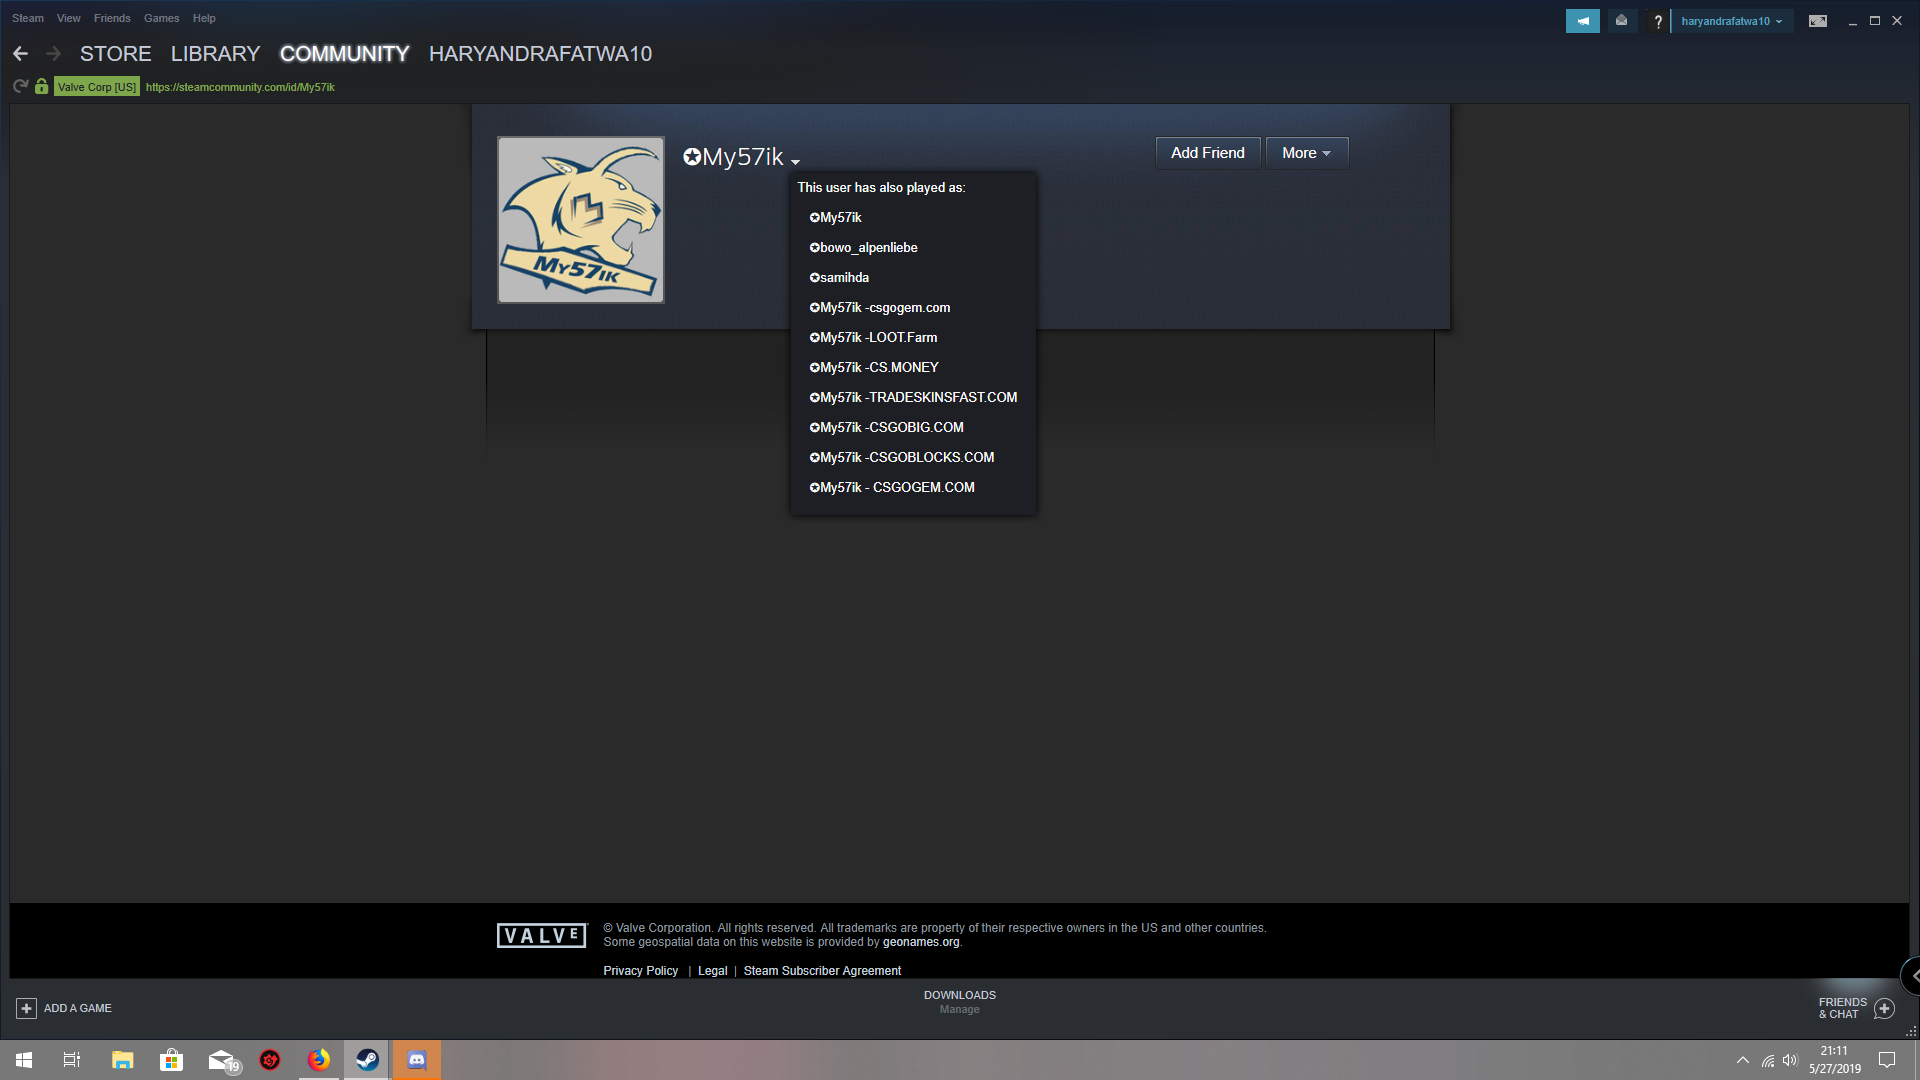 Steam View Friends Games Help
? haryandrafatwa10
STORE LIBRARY COMMUNITY HARYANDRAFATWA10
Valve Corp [US] https://steamcommunity.com/id/My57ik
✪My57ik
Add Friend More
MY57IK
This user has also played as:
✪My57ik
✪bowo_alpenliebe
✪samihda
✪My57ik -csgogem.com
✪My57ik -LOOT.Farm
✪My57ik -CS.MONEY
✪My57ik -TRADESKINSFAST.COM
✪My57ik -CSGOBIG.COM
✪My57ik -CSGOBLOCKS.COM
✪My57ik - CSGOGEM.COM
VALVE
© Valve Corporation. All rights reserved. All trademarks are property of their respective owners in the US and other countries.
Some geospatial data on this website is provided by geonames.org.
Privacy Policy | Legal | Steam Subscriber Agreement
ADD A GAME
DOWNLOADS
Manage
FRIENDS
& CHAT
19
21:11
5/27/2019